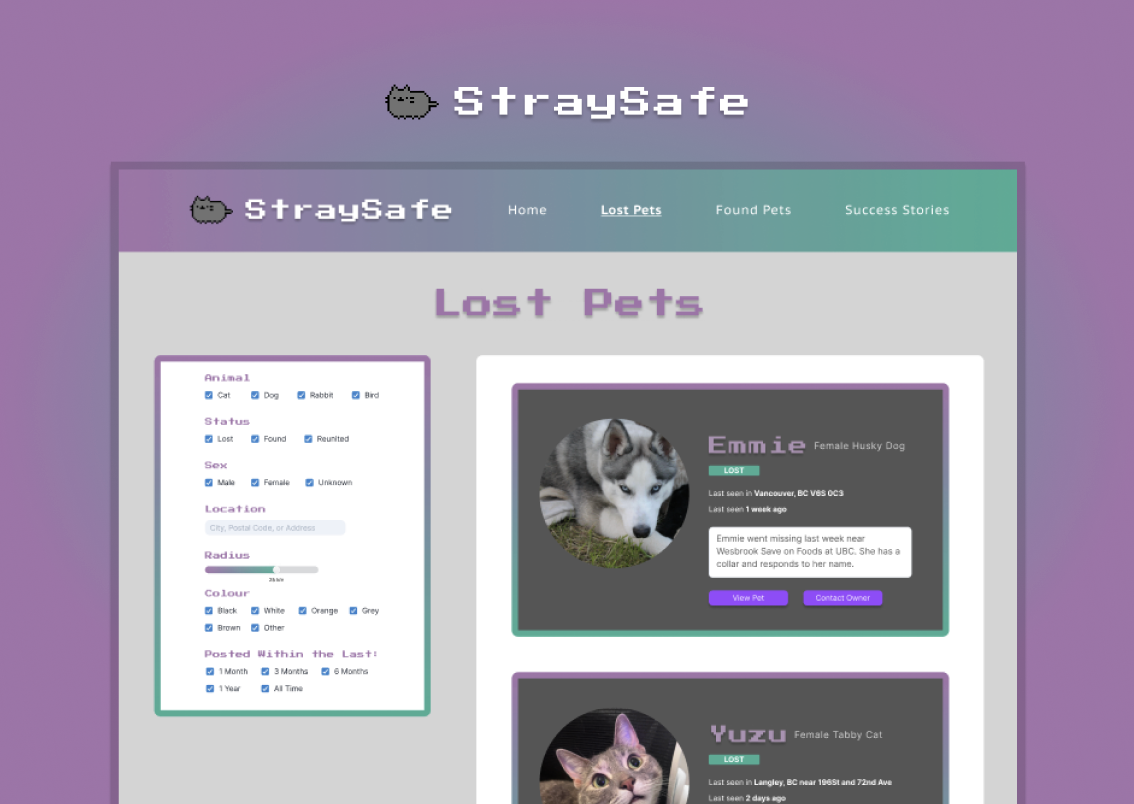 StraySafe
StraySafe
Home
Lost Pets
Found Pets
Success Stories
Lost Pets
Animal
Cat
Dog
Rabbit
Bird
Status
Lost
Found
Reunited
Sex
Male
Female
Unknown
Location
City, Postal Code, or Address
Radius
Colour
Black
White
Orange
Grey
Brown
Other
Posted Within the Last:
1 Month
3 Months
6 Months
1 Year
All Time
Emmie
Female Husky Dog
LOST
Last seen in Vancouver, BC V6S 0C3
Last seen 1 week ago
Emmie went missing last week near
Wesbrook Save on Foods at UBC. She has a
collar and responds to her name.
View Pet
Contact Owner
Yuzu
Female Tabby Cat
LOST
Last seen in Langley, BC near 196St and 72nd Ave
Last seen 2 days ago